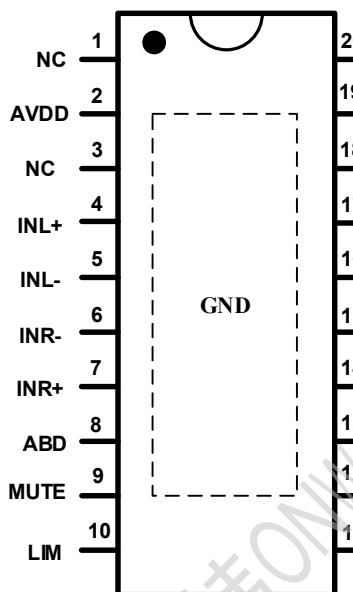 1
NC
2
AVDD
3
NC
4
INL+
5
INL-
6
INR-
7
INR+
8
ABD
9
MUTE
10
LIM
GND
19